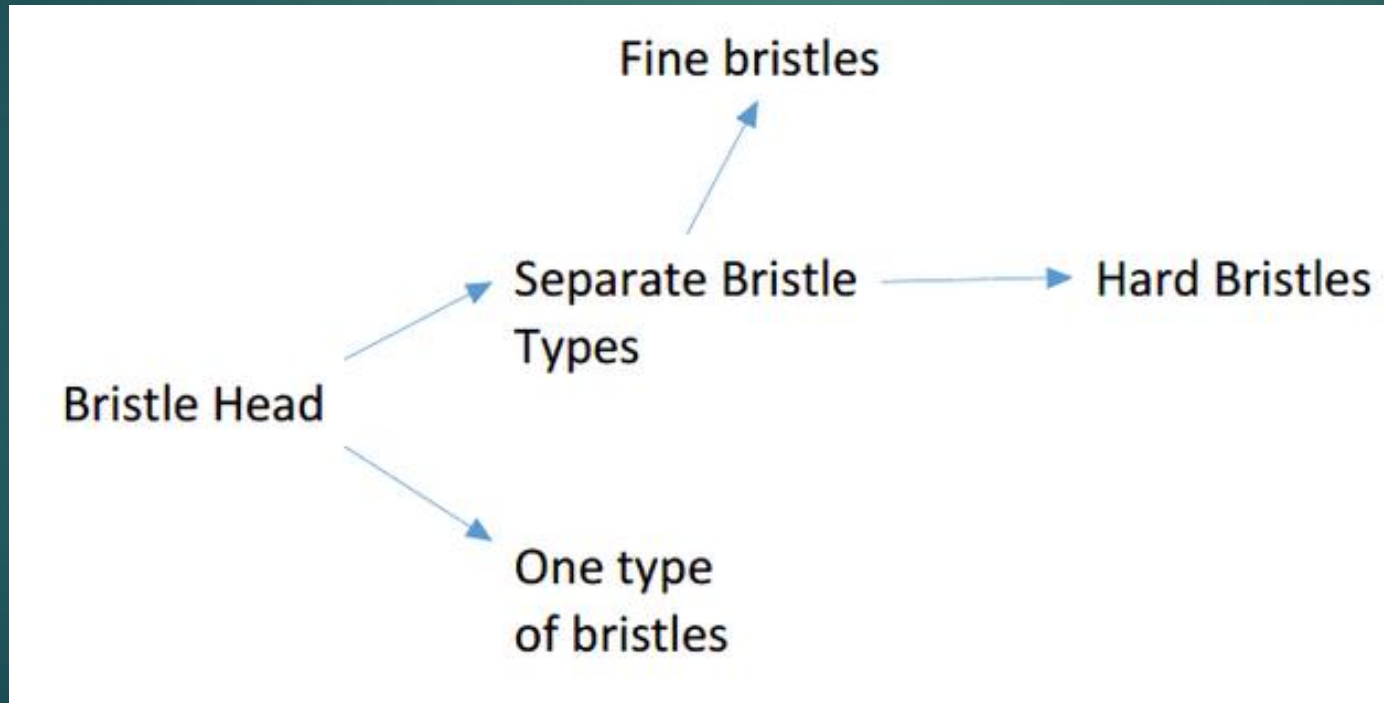 Fine bristles
Separate Bristle
Types
Hard Bristles
Bristle Head
One type
of bristles